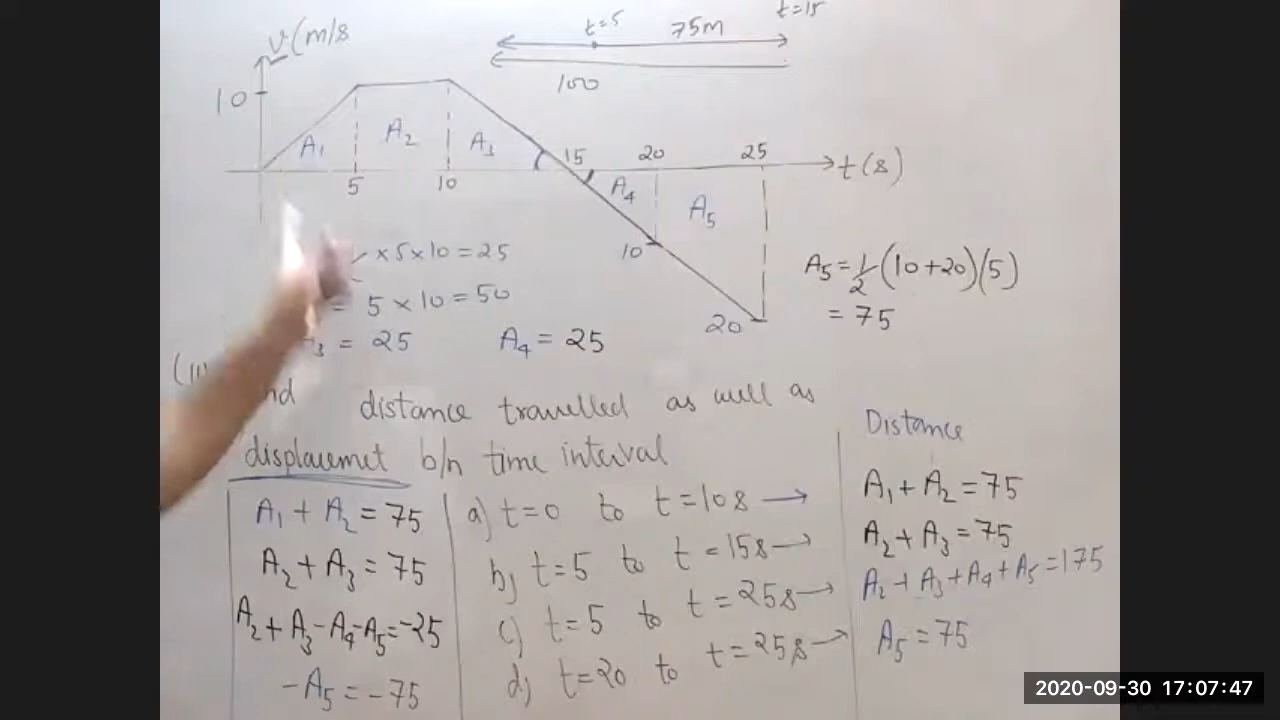 v(m/s
t=5 75m t=15
100
10
A₁ A₂ A₃
5 10 15 20 25 t(s)
A₄ A₅
10
20
×5×10=25
= 5×10=50
₃ = 25 A₄ = 25
A₅=1/2(10+20)(5)
= 75
nd distance travelled as well as
displacemet b/n time interval
Distance
A₁ + A₂ = 75 a) t=0 to t=10s → A₁ + A₂ = 75
A₂ + A₃ = 75 b) t=5 to t=15s → A₂ + A₃ = 75
A₂ + A₃ -A₄-A₅=-25 c) t=5 to t=25s → A₂ + A₃ + A₄ + A₅ =175
-A₅ = -75 d) t=20 to t=25s → A₅ = 75
2020-09-30 17:07:47